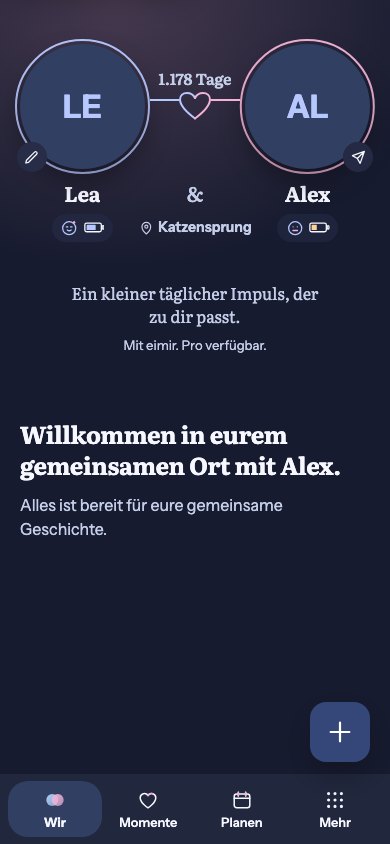 1.178 Tage
LE
AL
Lea
&
Alex
Katzensprung
Ein kleiner täglicher Impuls, der
zu dir passt.
Mit eimir. Pro verfügbar.
Willkommen in eurem
gemeinsamen Ort mit Alex.
Alles ist bereit für eure gemeinsame
Geschichte.
Wir
Momente
Planen
Mehr